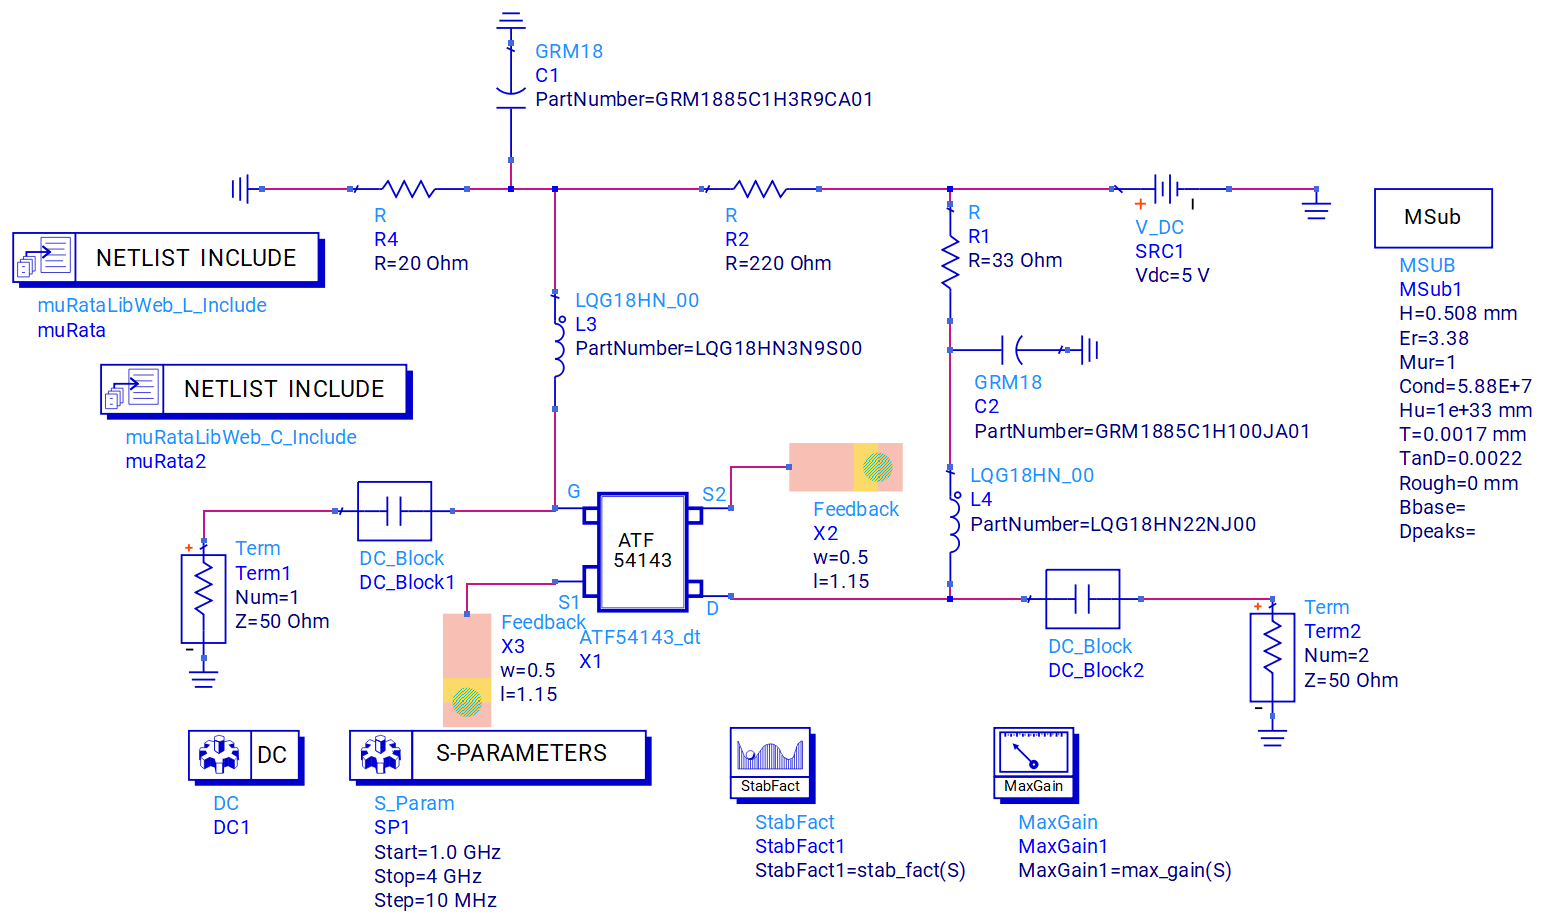 GRM18
C1
PartNumber=GRM1885C1H3R9CA01
R
R4
R=20 Ohm
R
R2
R=220 Ohm
R
R1
R=33 Ohm
+
V_DC
SRC1
Vdc=5 V
MSub
MSUB
MSub1
H=0.508 mm
Er=3.38
Mur=1
Cond=5.88E+7
Hu=1e+33 mm
T=0.0017 mm
TanD=0.0022
Rough=0 mm
Bbase=
Dpeaks=
NETLIST INCLUDE
muRataLibWeb_L_Include
muRata
NETLIST INCLUDE
muRataLibWeb_C_Include
muRata2
LQG18HN_00
L3
PartNumber=LQG18HN3N9S00
GRM18
C2
PartNumber=GRM1885C1H100JA01
LQG18HN_00
L4
PartNumber=LQG18HN22NJ00
DC_Block
DC_Block1
+
Term
Term1
Num=1
Z=50 Ohm
-
G
S2
S1
D
ATF
54143
ATF54143_dt
X1
Feedback
X2
w=0.5
l=1.15
Feedback
X3
w=0.5
l=1.15
DC_Block
DC_Block2
+
Term
Term2
Num=2
Z=50 Ohm
-
DC
DC
DC1
S-PARAMETERS
S_Param
SP1
Start=1.0 GHz
Stop=4 GHz
Step=10 MHz
StabFact
StabFact
StabFact1
StabFact1=stab_fact(S)
MaxGain
MaxGain
MaxGain1
MaxGain1=max_gain(S)